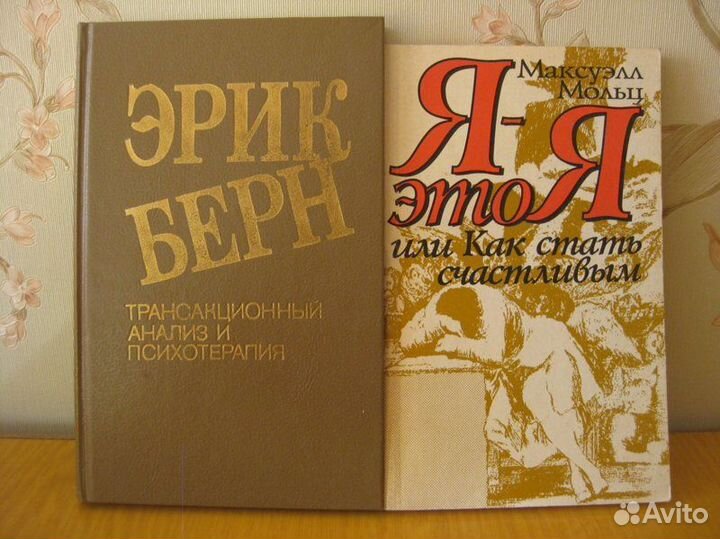 ЭРИК
БЕРН
ТРАНСАКЦИОННЫЙ
АНАЛИЗ И
ПСИХОТЕРАПИЯ
Максуэлл
Мольц
Я-
это Я
или Как стать
счастливым
Avito